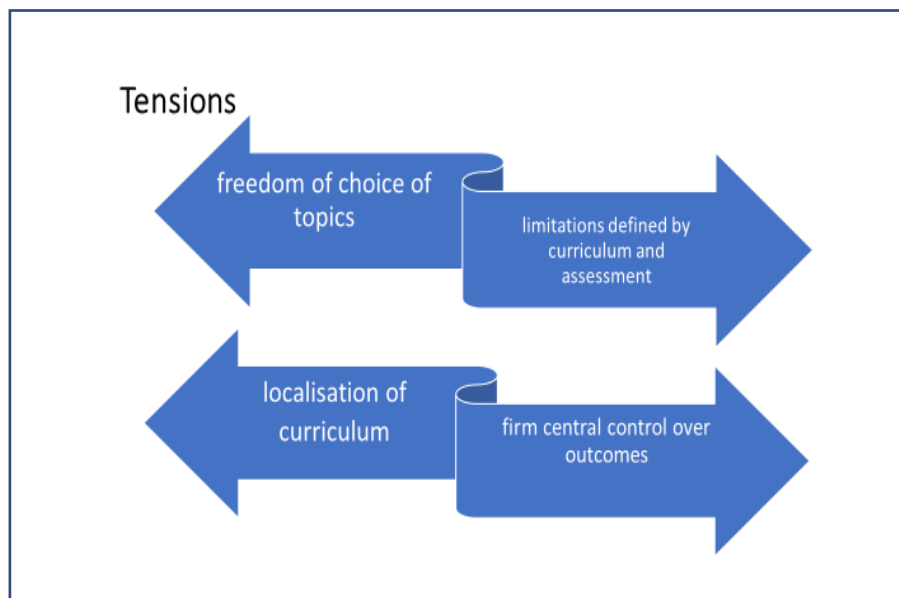 Tensions
freedom of choice of
topics
limitations defined by
curriculum and
assessment
localisation of
curriculum
firm central control over
outcomes